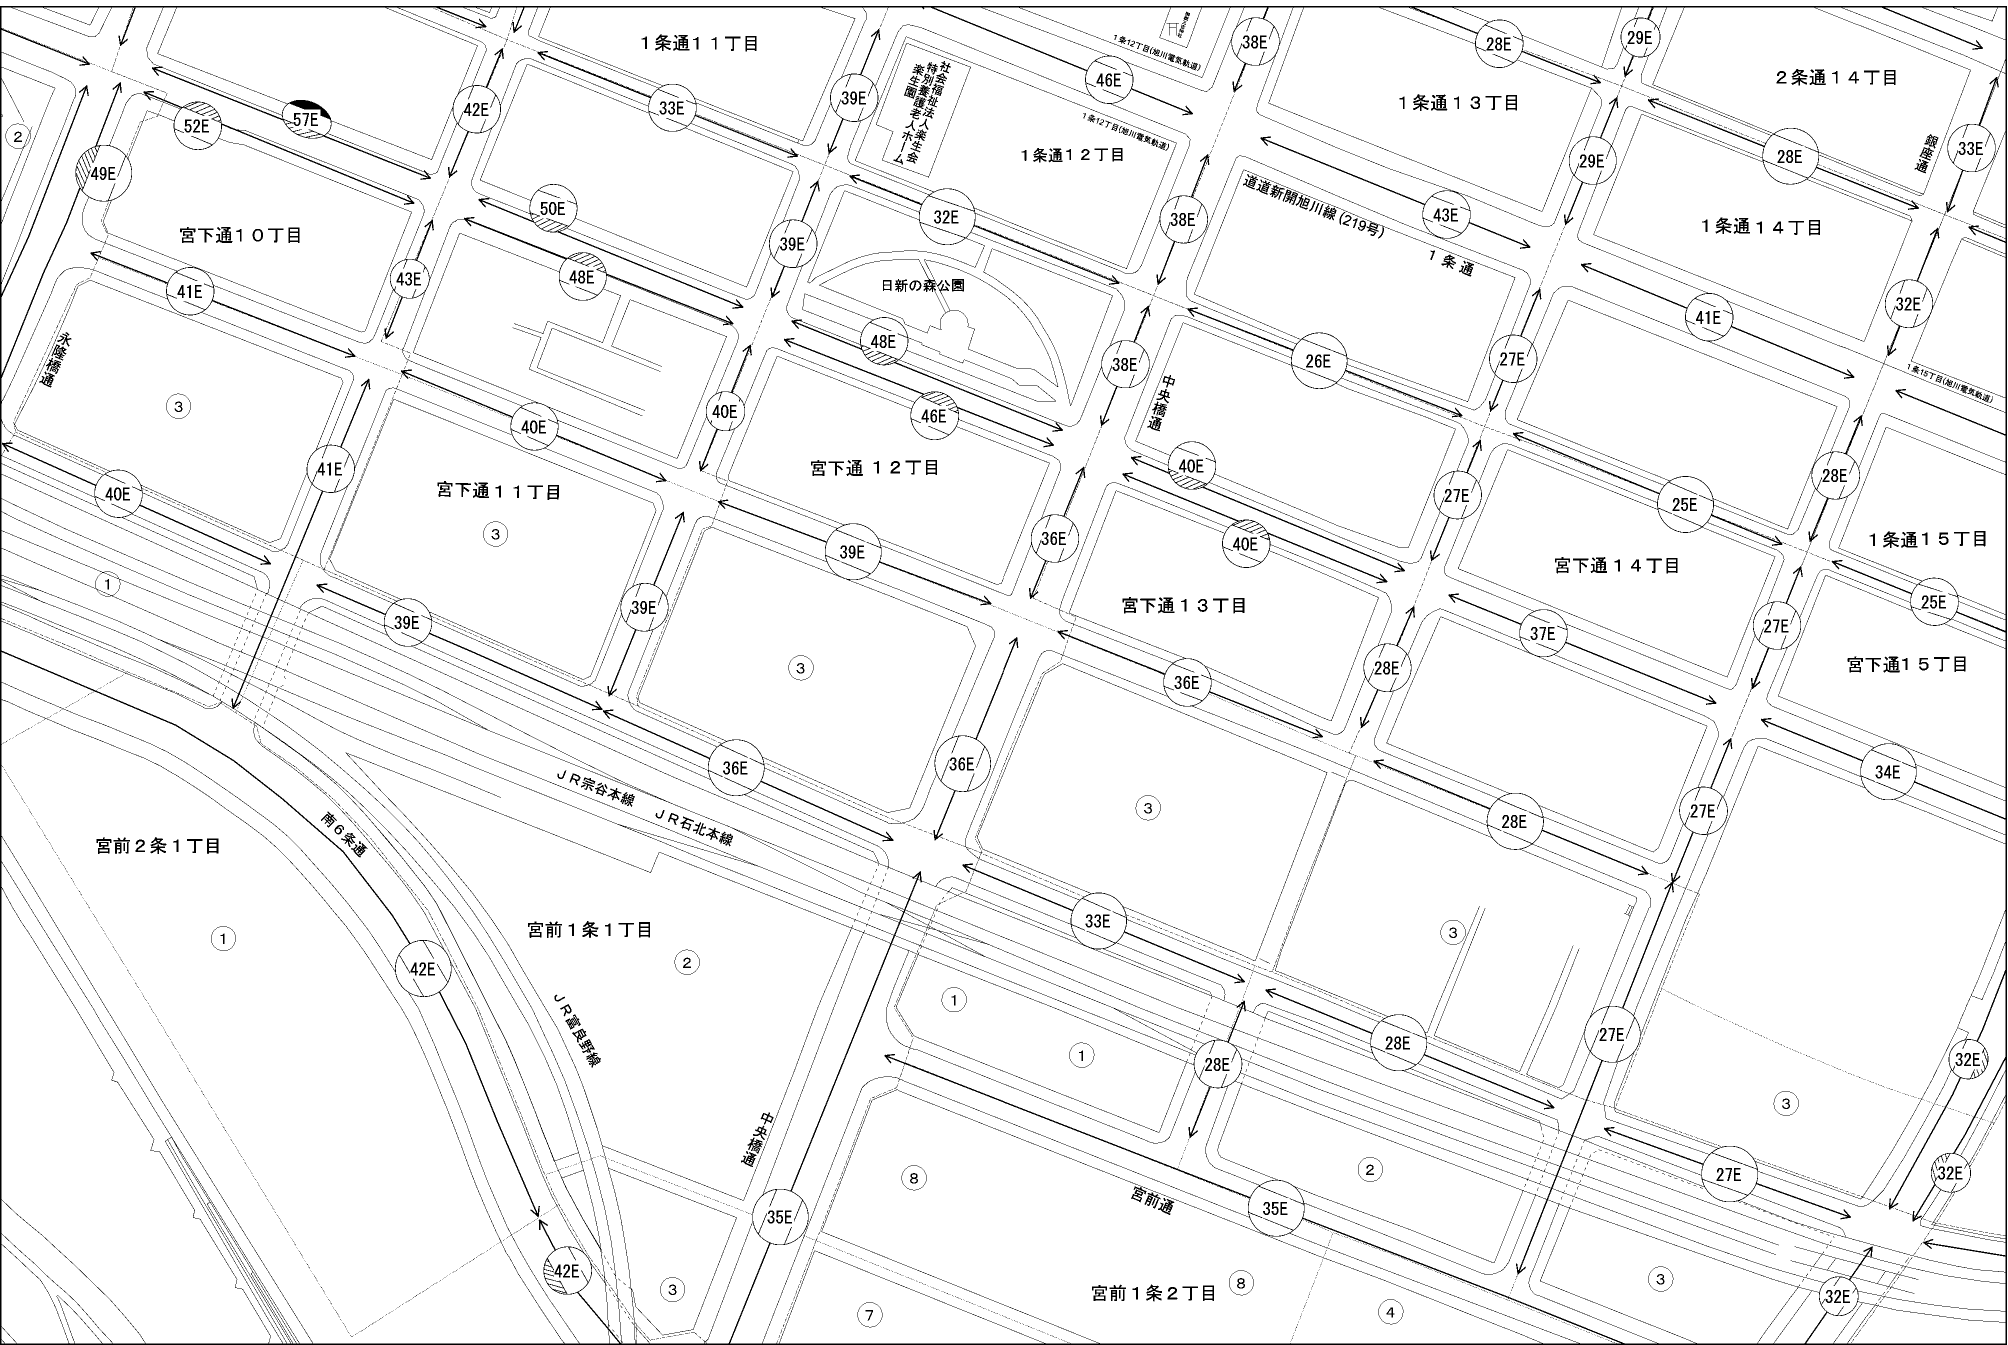 1条通11丁目
28E
29E
38E
２条通14丁目
46E
1条12丁目(旭川電気軌道)
39E
33E
42E
57E
52E
社会福祉法人楽生会
特別養護老人ホーム
楽生園
1条12丁目(旭川電気軌道)
1条通12丁目
1条通13丁目
28E
29E
銀座通
33E
②
49E
50E
32E
38E
道道新開旭川線(219号)
43E
1条通14丁目
宮下通10丁目
39E
1条通
43E
48E
日新の森公園
41E
32E
41E
永隆橋通
48E
38E
26E
27E
1条15丁目(旭川電気軌道)
③
40E
40E
46E
中央橋通
41E
宮下通12丁目
40E
27E
28E
40E
宮下通11丁目
③
39E
36E
40E
25E
1条通15丁目
宮下通14丁目
①
39E
39E
宮下通13丁目
37E
27E
25E
③
36E
28E
宮下通15丁目
36E
36E
34E
JR宗谷本線
JR石北本線
③
28E
27E
南6条通
宮前2条1丁目
①
宮前1条1丁目
②
33E
③
42E
JR富良野線
①
①
28E
28E
27E
32E
③
中央橋通
⑧
②
27E
32E
宮前通
35E
35E
42E
③
宮前1条2丁目
⑧
③
32E
⑦
④